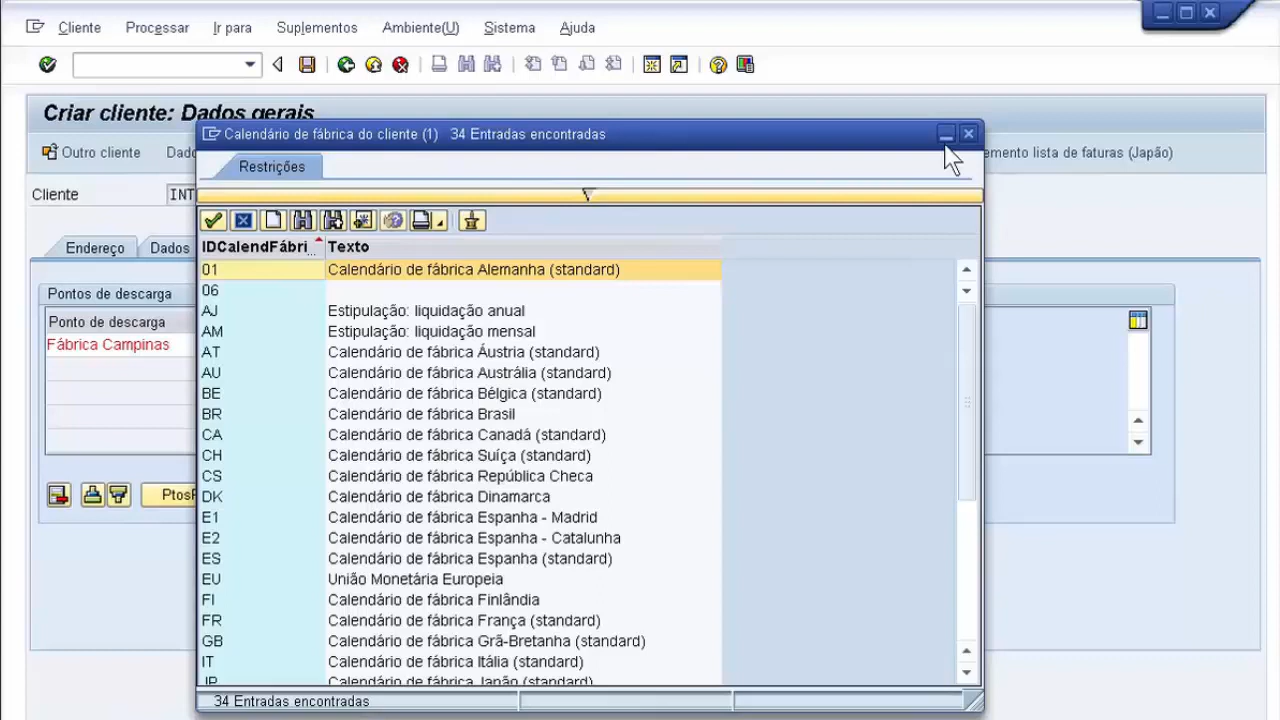 Cliente Processar Ir para Suplementos Ambiente(U) Sistema Ajuda
Criar cliente: Dados gerais
Outro cliente
Cliente INT
Endereço Dados
Pontos de descarga
Ponto de descarga
Fábrica Campinas
Calendário de fábrica do cliente (1) 34 Entradas encontradas
Restrições
IDCalendFábri... Texto
01 Calendário de fábrica Alemanha (standard)
06
AJ Estipulação: liquidação anual
AM Estipulação: liquidação mensal
AT Calendário de fábrica Áustria (standard)
AU Calendário de fábrica Austrália (standard)
BE Calendário de fábrica Bélgica (standard)
BR Calendário de fábrica Brasil
CA Calendário de fábrica Canadá (standard)
CH Calendário de fábrica Suíça (standard)
CS Calendário de fábrica República Checa
DK Calendário de fábrica Dinamarca
E1 Calendário de fábrica Espanha - Madrid
E2 Calendário de fábrica Espanha - Catalunha
ES Calendário de fábrica Espanha (standard)
EU União Monetária Europeia
FI Calendário de fábrica Finlândia
FR Calendário de fábrica França (standard)
GB Calendário de fábrica Grã-Bretanha (standard)
IT Calendário de fábrica Itália (standard)
JP Calendário de fábrica Japão (standard)
34 Entradas encontradas
lista de faturas (Japão)